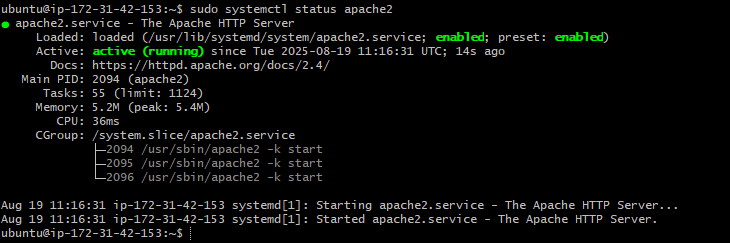 ubuntu@ip-172-31-42-153:~$ sudo systemctl status apache2
● apache2.service - The Apache HTTP Server
     Loaded: loaded (/usr/lib/systemd/system/apache2.service; enabled; preset: enabled)
     Active: active (running) since Tue 2025-08-19 11:16:31 UTC; 14s ago
       Docs: https://httpd.apache.org/docs/2.4/
   Main PID: 2094 (apache2)
      Tasks: 55 (limit: 1124)
     Memory: 5.2M (peak: 5.4M)
        CPU: 36ms
     CGroup: /system.slice/apache2.service
             ├─2094 /usr/sbin/apache2 -k start
             ├─2095 /usr/sbin/apache2 -k start
             └─2096 /usr/sbin/apache2 -k start
Aug 19 11:16:31 ip-172-31-42-153 systemd[1]: Starting apache2.service - The Apache HTTP Server...
Aug 19 11:16:31 ip-172-31-42-153 systemd[1]: Started apache2.service - The Apache HTTP Server.
ubuntu@ip-172-31-42-153:~$